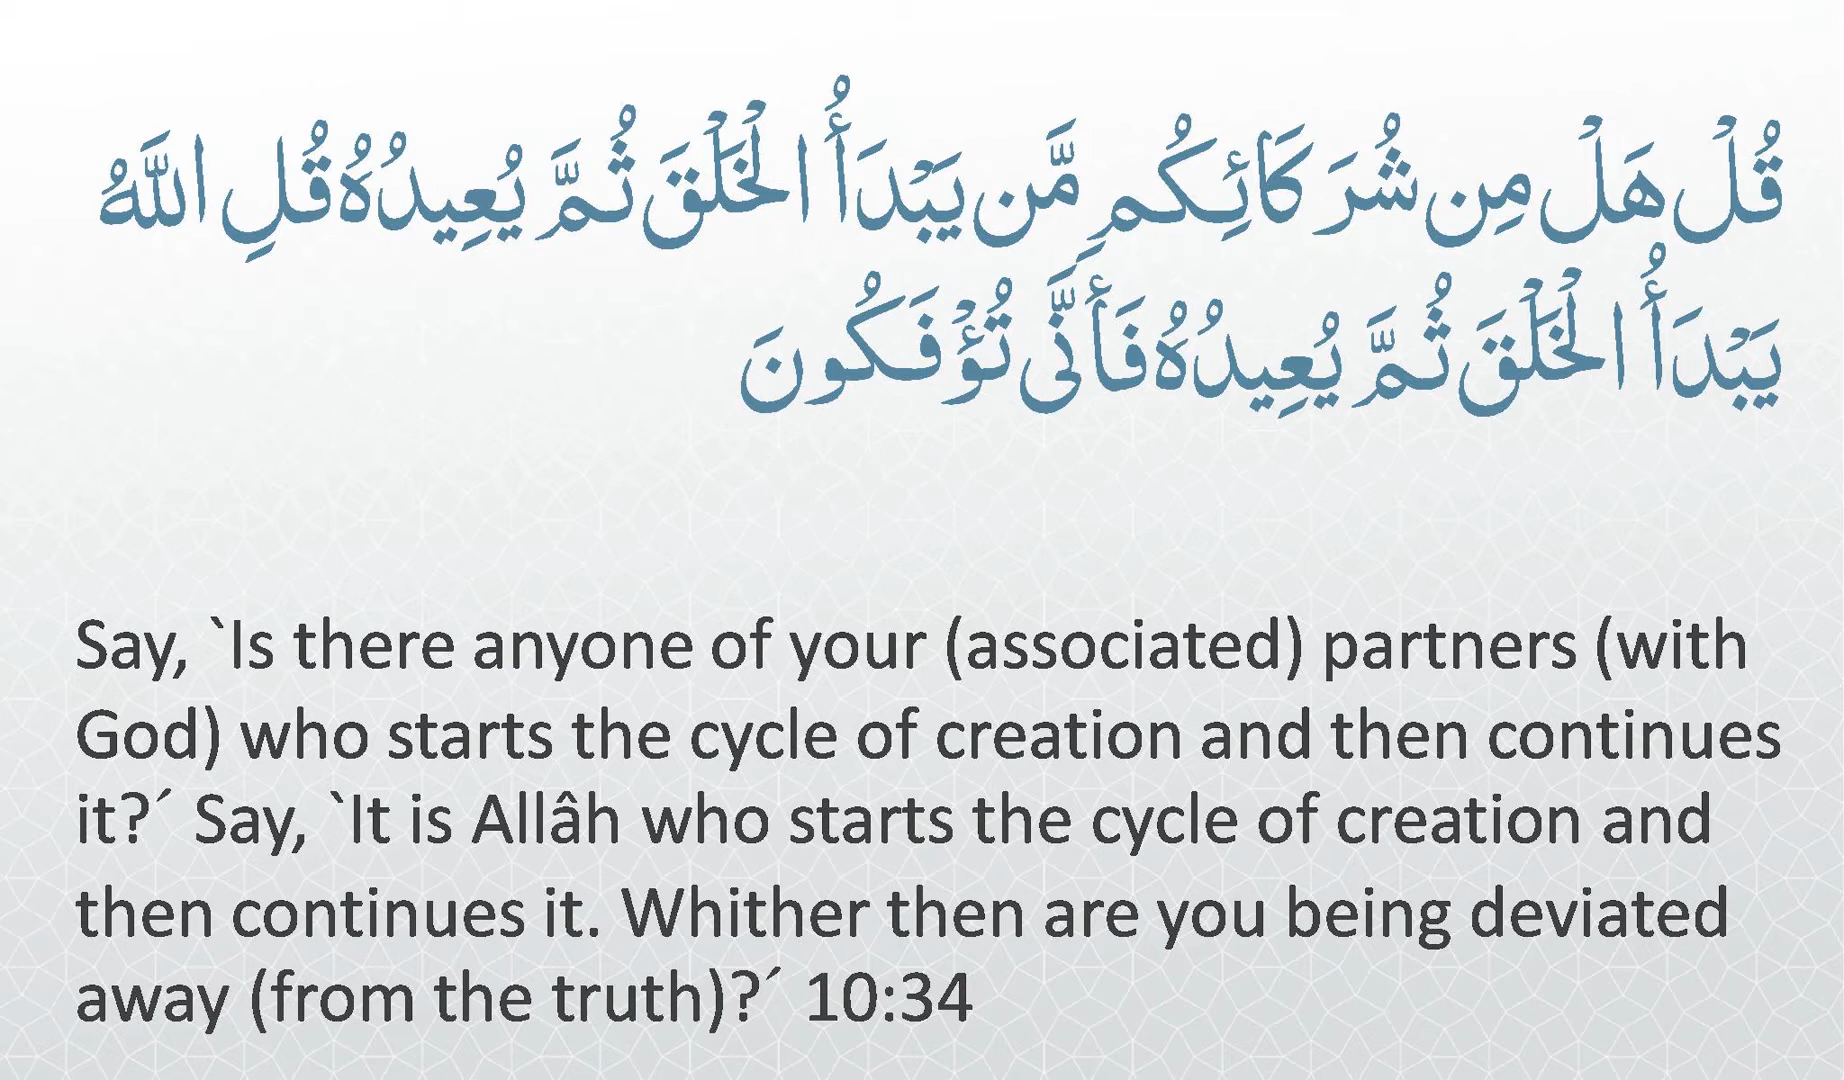 قُلْ هَلْ مِن شُرَكَائِكُم مَّن يَبْدَأُ الْخَلْقَ ثُمَّ يُعِيدُهُ قُلِ اللَّهُ
يَبْدَأُ الْخَلْقَ ثُمَّ يُعِيدُهُ فَأَنَّى تُؤْفَكُونَ
Say, `Is there anyone of your (associated) partners (with
God) who starts the cycle of creation and then continues
it?´ Say, `It is Allâh who starts the cycle of creation and
then continues it. Whither then are you being deviated
away (from the truth)?´ 10:34